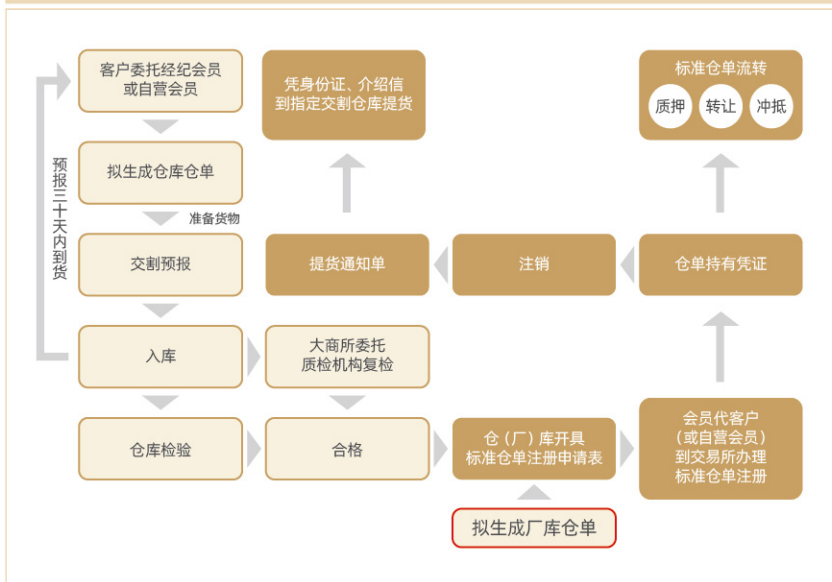 客户委托经纪会员
或自营会员
凭身份证、介绍信
到指定交割仓库提货
标准仓单流转
质押 转让 冲抵
预报三十天内到货
拟生成仓库仓单
准备货物
交割预报
提货通知单
注销
仓单持有凭证
入库
大商所委托
质检机构复检
仓库检验
合格
仓（厂）库开具
标准仓单注册申请表
会员代客户
（或自营会员）
到交易所办理
标准仓单注册
拟生成厂库仓单